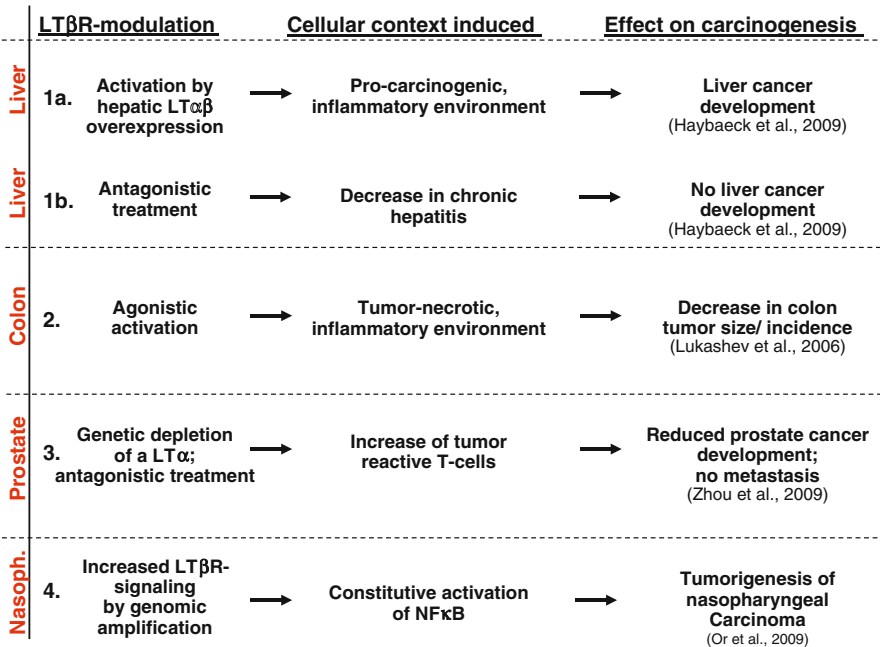 LTβR-modulation
Cellular context induced
Effect on carcinogenesis
Liver
1a.
Activation by
hepatic LTαβ
overexpression
Pro-carcinogenic,
inflammatory environment
Liver cancer
development
(Haybaeck et al., 2009)
Liver
1b.
Antagonistic
treatment
Decrease in chronic
hepatitis
No liver cancer
development
(Haybaeck et al., 2009)
Colon
2.
Agonistic
activation
Tumor-necrotic,
inflammatory environment
Decrease in colon
tumor size/ incidence
(Lukashev et al., 2006)
Prostate
3.
Genetic depletion
of a LTα;
antagonistic treatment
Increase of tumor
reactive T-cells
Reduced prostate cancer
development;
no metastasis
(Zhou et al., 2009)
Nasoph.
4.
Increased LTβR-
signaling
by genomic
amplification
Constitutive activation
of NFκB
Tumorigenesis of
nasopharyngeal
Carcinoma
(Or et al., 2009)